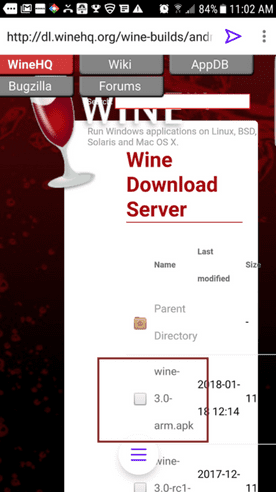 84% 11:02 AM
http://dl.winehq.org/wine-builds/andr
WineHQ Wiki AppDB
Bugzilla Forums
Search
WINE
Run Windows applications on Linux, BSD,
Solaris and Mac OS X.
Wine
Download
Server
Last
Name modified Size
Parent
Directory -
wine-
3.0-
arm.apk
2018-01-
18 12:14
11
wine-
3.0-rc1-
2017-12-
11